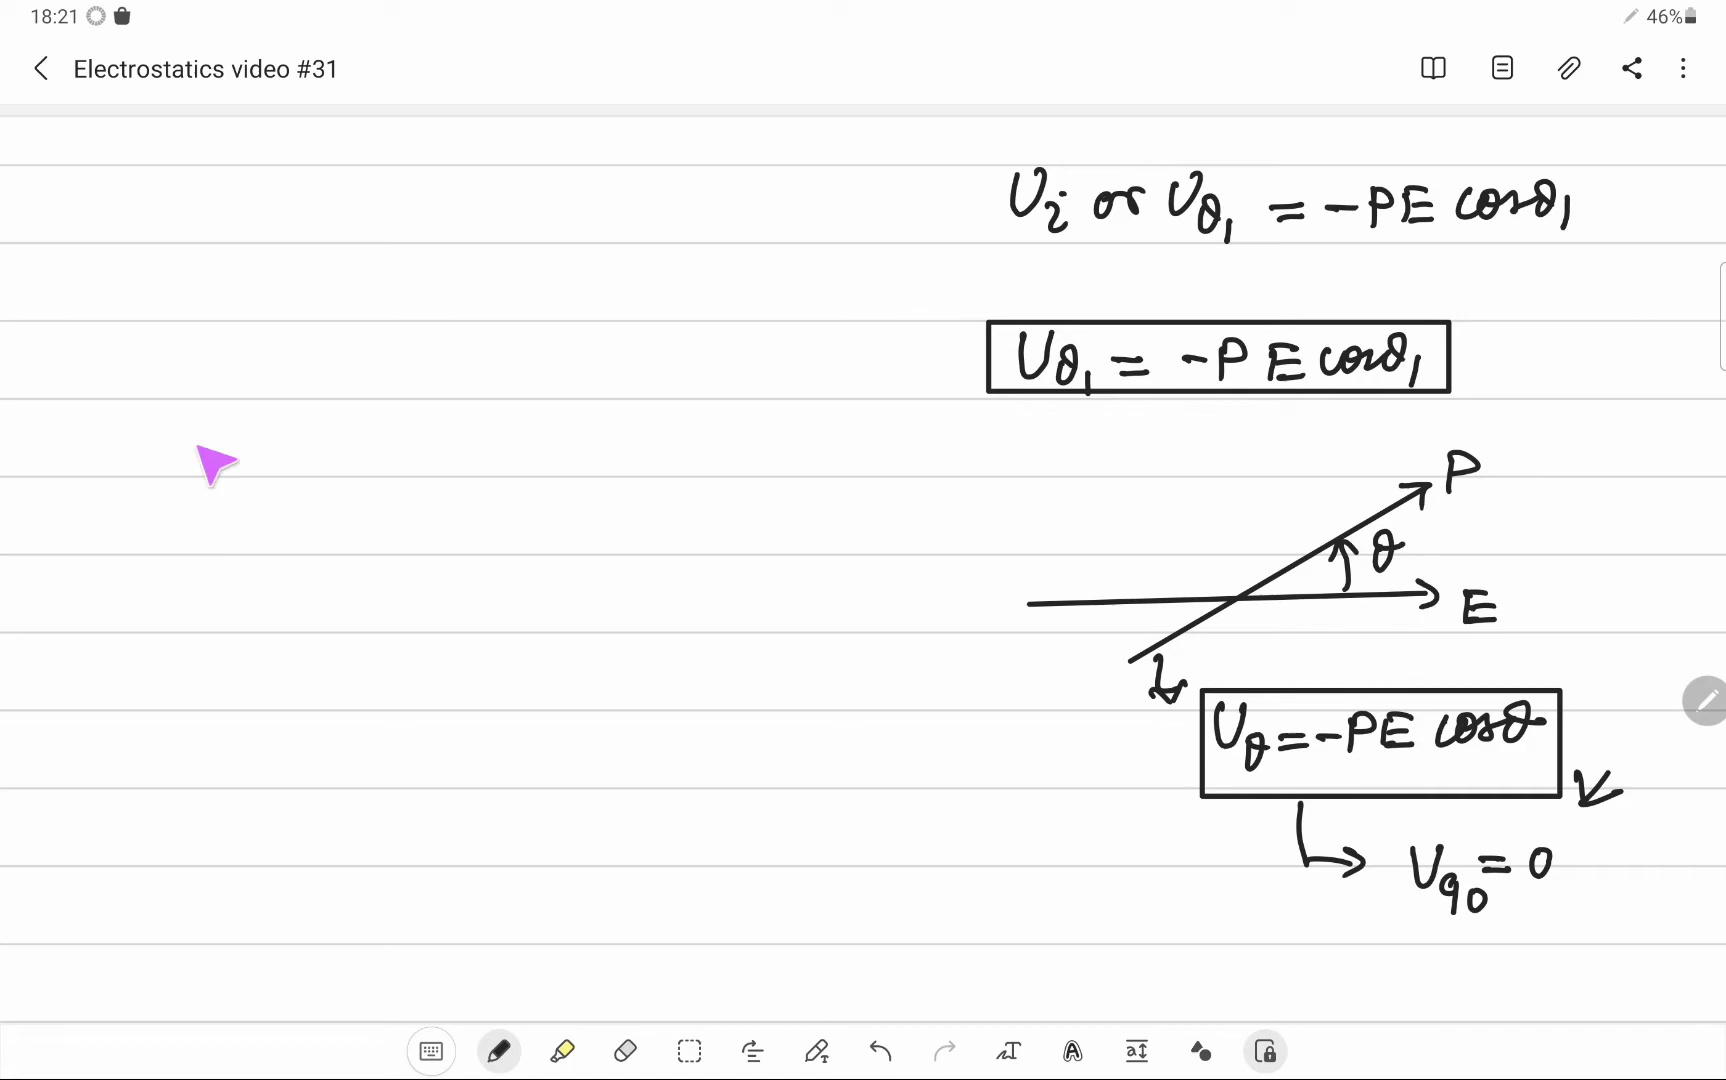 18:21 46%
Electrostatics video #31
Ui or Uθ₁ = -PE cosθ₁
Uθ₁ = -PE cosθ₁
P
θ
E
Uθ = -PE cosθ
U₉₀ = 0